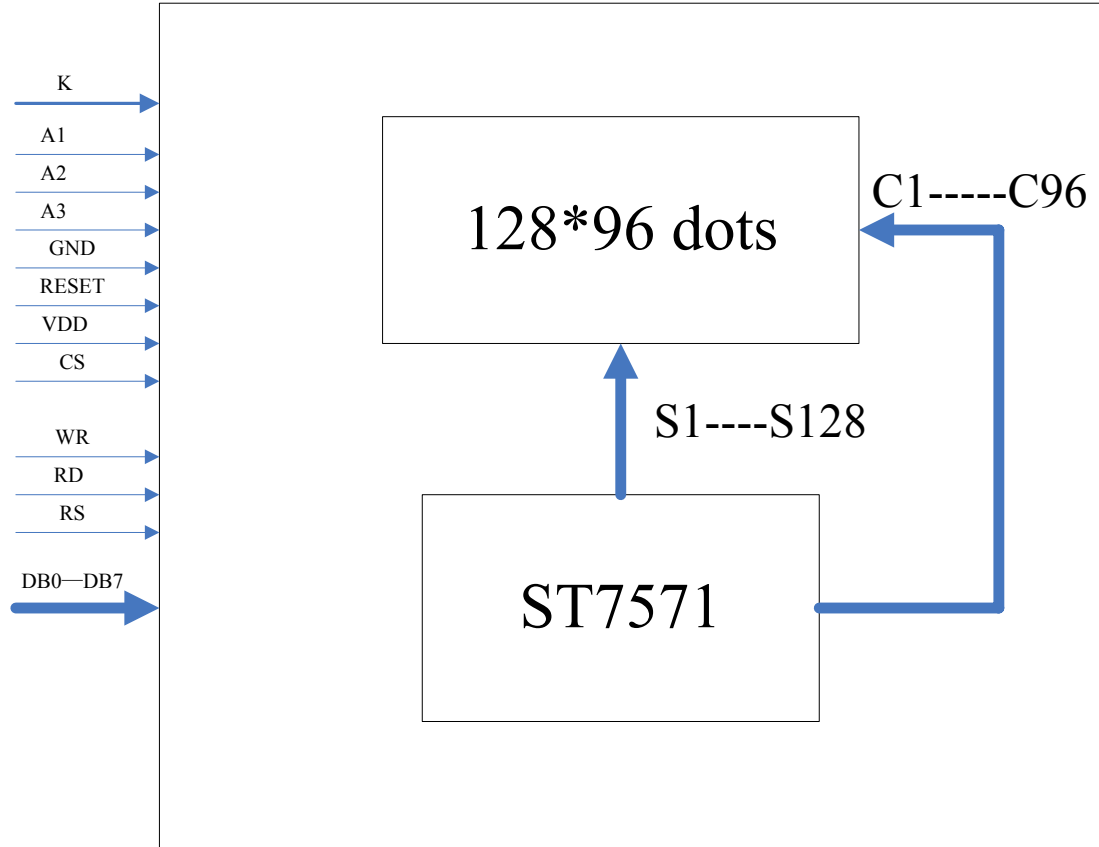 K
A1
A2
A3
GND
RESET
VDD
CS
WR
RD
RS
DB0—DB7
128*96 dots
C1-----C96
S1----S128
ST7571